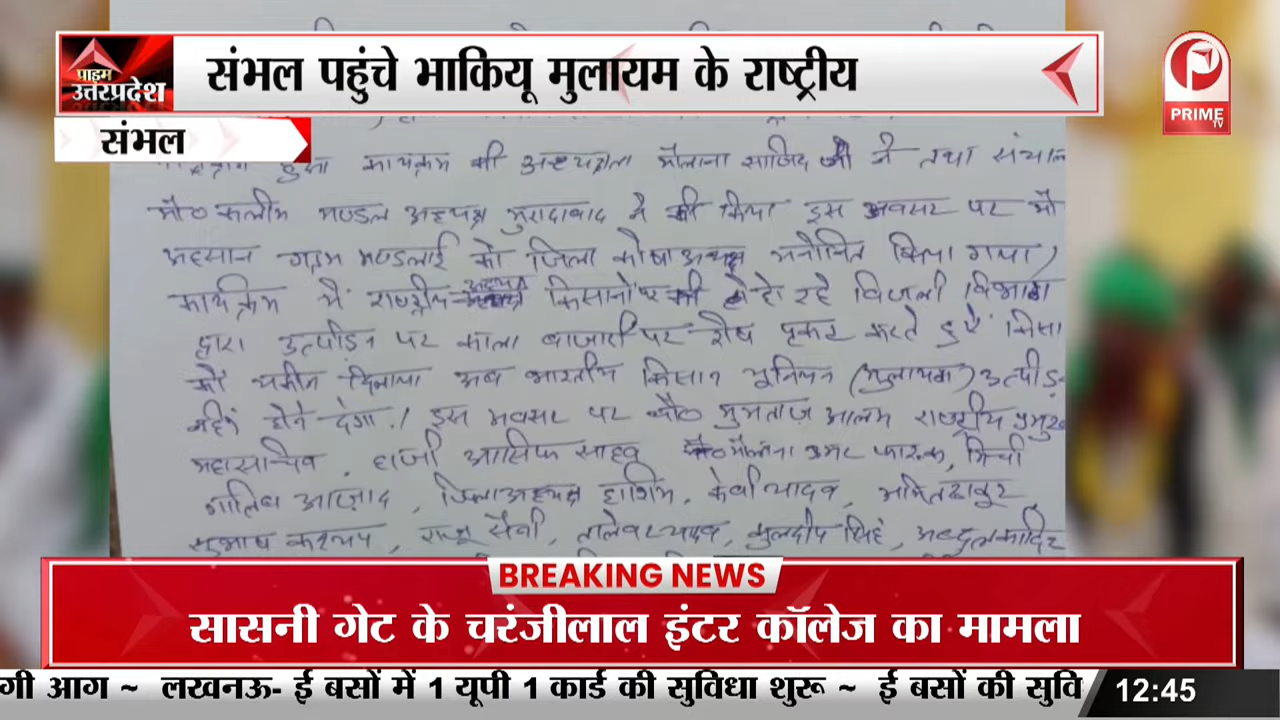 पाइम
उत्तरप्रदेश
संभल पहुंचे भाकियू मुलायम के राष्ट्रीय
PRIME
TV
संभल
हुआ कार्यक्रम की अध्यक्षता मौलाना साजिद जी ने तथा संचाल
मौ० सलीम मण्डल अध्यक्ष मुरादाबाद ने की किया इस अवसर पर मौ
अहसान मण्डलाई को जिला कोषाध्यक्ष मनोनित किया गया
कार्यक्रम में राष्ट्रीय अध्यक्ष किसानो पर हो रहे विजली विभाग
द्वारा उत्पीडन पर काला बाजारी पर रोष प्रकट करते हुऐ किसा
को यकीन दिलाया अब भारतीय किसान यूनियन (मुलायम) उत्पीड़
नहीं होने देगा।। इस अवसर पर चौ० मुमताज़ आलम राष्ट्रीय प्रमुख
महासचिव, हाजी आसिफ साहब मौलाना फारुक, मिर्चा
गालिब आज़ाद, जिलाअध्यक्ष हाशिम, केवी यादव, अमित ठाकुर
सुभाष कश्यप, राजू सैनी, तालेवर यादव, कुलदीप सिंह, अब्दुलकादिर
BREAKING NEWS
सासनी गेट के चरंजीलाल इंटर कॉलेज का मामला
गी आग ~ लखनऊ- ई बसों में 1 यूपी 1 कार्ड की सुविधा शुरू ~ ई बसों की सुवि
12:45